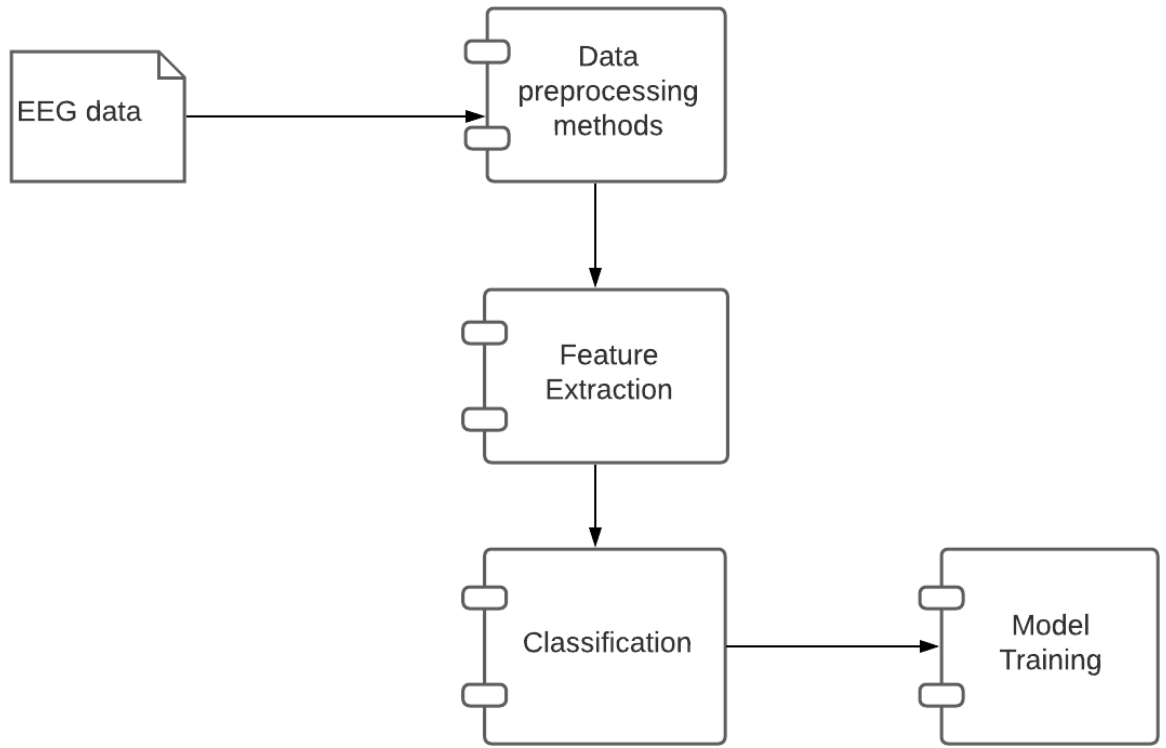 EEG data
Data
preprocessing
methods
Feature
Extraction
Classification
Model
Training